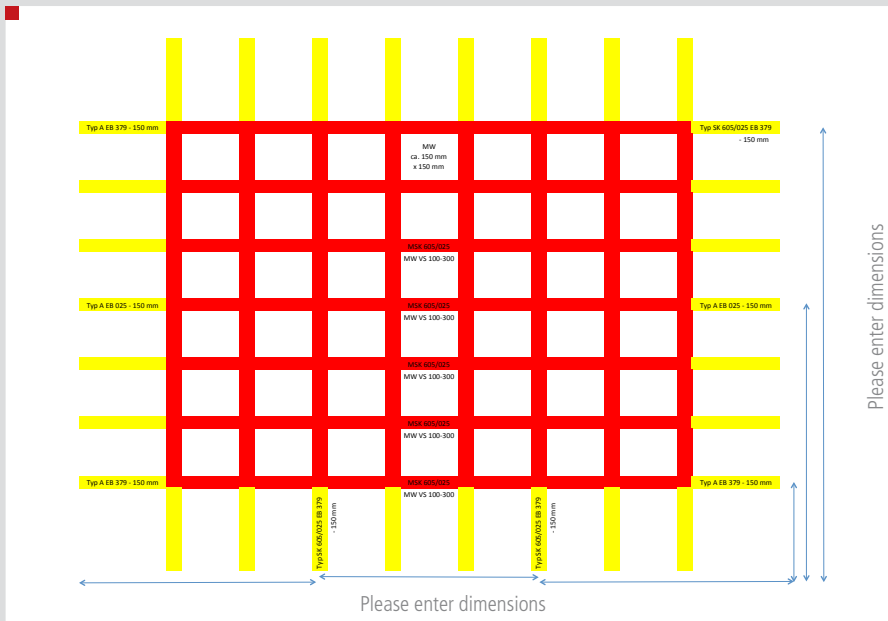 Typ A EB 379 - 150 mm
Typ SK 605/025 EB 379
- 150 mm
MW
ca. 150 mm
x 150 mm
MSK 605/025
MW VS 100-300
Typ A EB 025 - 150 mm
MSK 605/025
MW VS 100-300
Typ A EB 025 - 150 mm
MSK 605/025
MW VS 100-300
MSK 605/025
MW VS 100-300
Typ A EB 379 - 150 mm
MSK 605/025
MW VS 100-300
Typ A EB 379 - 150 mm
Typ SK 605/025 EB 379
- 150 mm
Typ SK 605/025 EB 379
- 150 mm
Please enter dimensions
Please enter dimensions